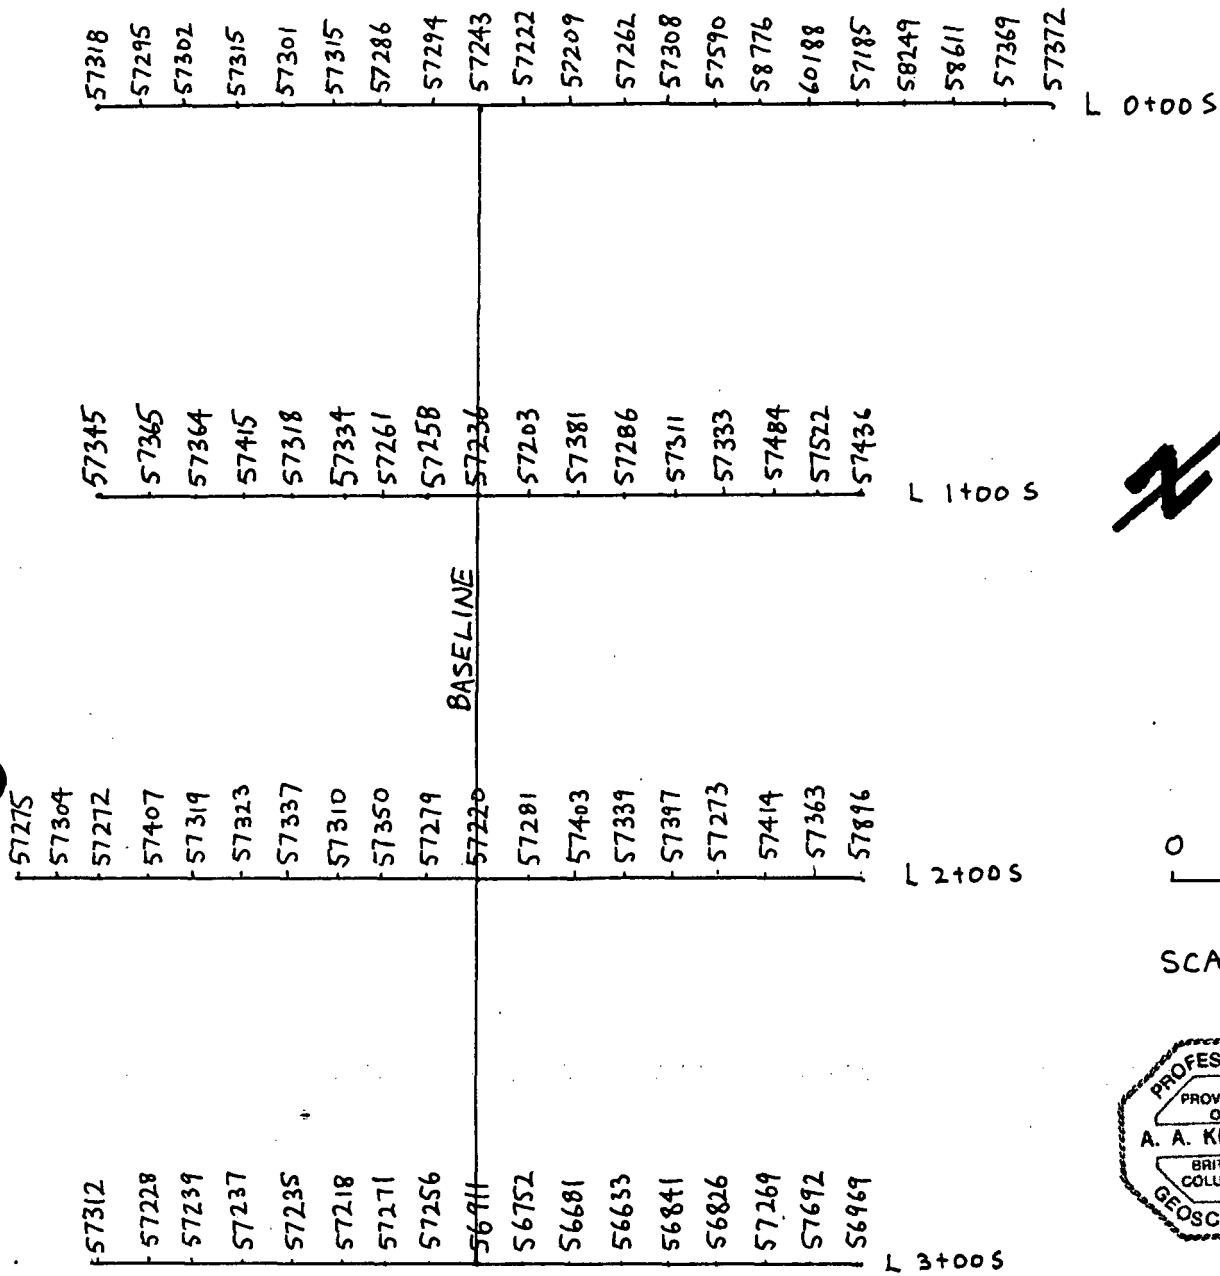 57318 57295 57302 57315 57301 57315 57286 57294 57243 57222 57209 57262 57308 57590 58776 60188 57185 58249 58611 57369 57372
L 0+00 S
57345 57365 57364 57415 57318 57334 57261 57258 57236 57203 57381 57286 57311 57333 57484 57522 57436
L 1+00 S
N
BASELINE
57275 57304 57272 57407 57319 57323 57337 57310 57350 57279 57220 57281 57403 57339 57397 57273 57414 57363 57896
L 2+00 S
0
SCA
PROFES
PROV
O
A. A. K
BRIT
COLU
GEOSC
57312 57228 57239 57237 57235 57218 57271 57256 56911 56752 56681 56633 56841 56826 57269 57692 56969
L 3+00 S